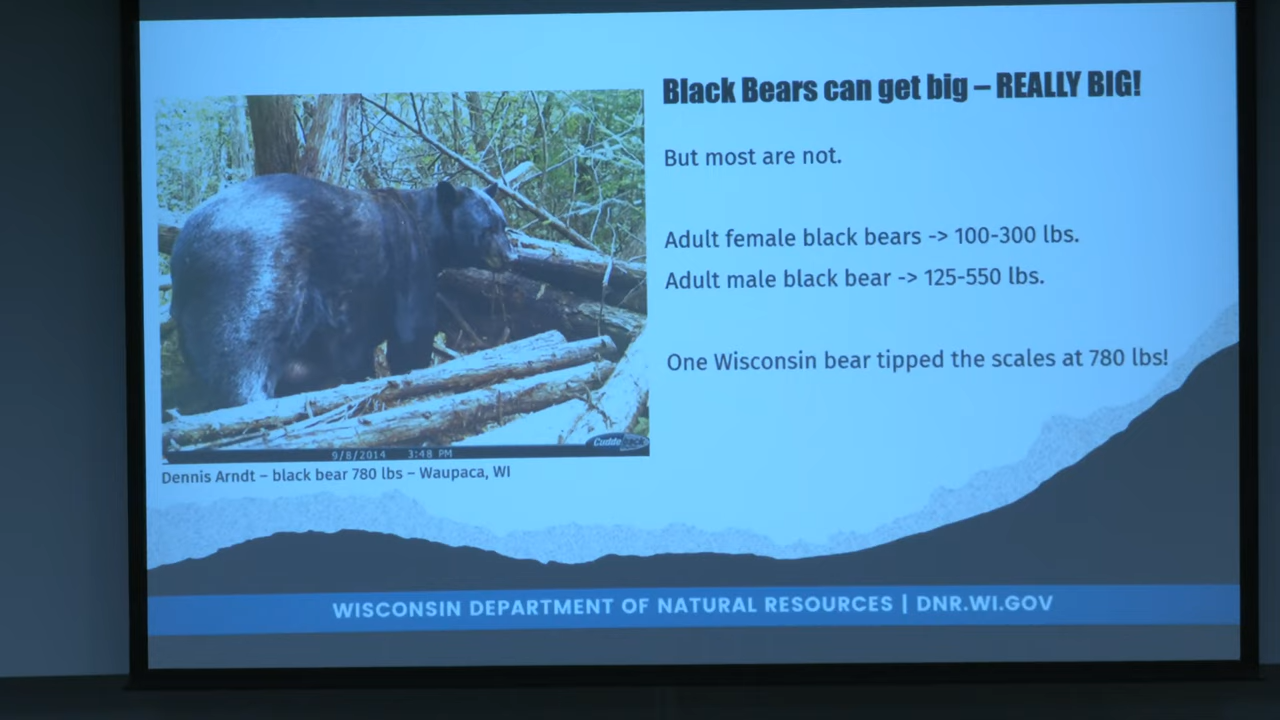 Black Bears can get big – REALLY BIG!
But most are not.
Adult female black bears -> 100-300 lbs.
Adult male black bear -> 125-550 lbs.
One Wisconsin bear tipped the scales at 780 lbs!
9/8/2014 3:48 PM
Cuddeback
Dennis Arndt – black bear 780 lbs – Waupaca, WI
WISCONSIN DEPARTMENT OF NATURAL RESOURCES | DNR.WI.GOV